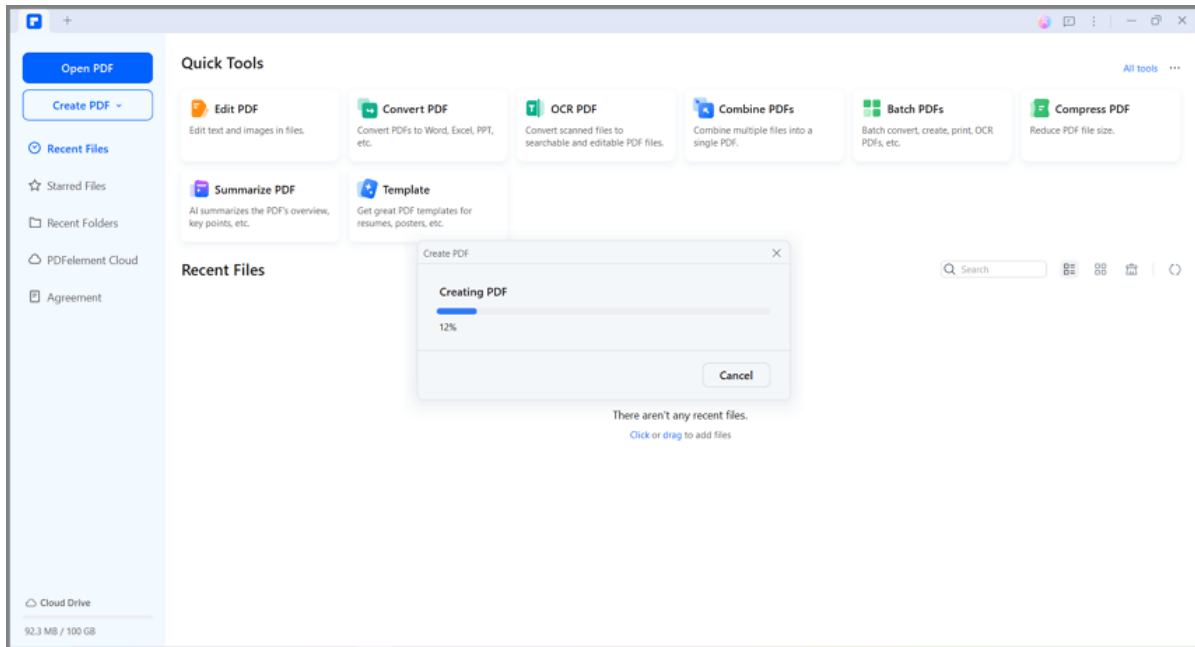 Open PDF
Create PDF
Recent Files
Starred Files
Recent Folders
PDFelement Cloud
Agreement
Cloud Drive
92.3 MB / 100 GB
Quick Tools
All tools
Edit PDF
Edit text and images in files.
Convert PDF
Convert PDFs to Word, Excel, PPT,
etc.
OCR PDF
Convert scanned files to
searchable and editable PDF files.
Combine PDFs
Combine multiple files into a
single PDF.
Batch PDFs
Batch convert, create, print, OCR
PDFs, etc.
Compress PDF
Reduce PDF file size.
Summarize PDF
AI summarizes the PDF's overview,
key points, etc.
Template
Get great PDF templates for
resumes, posters, etc.
Recent Files
Search
Create PDF
Creating PDF
12%
Cancel
There aren't any recent files.
Click or drag to add files